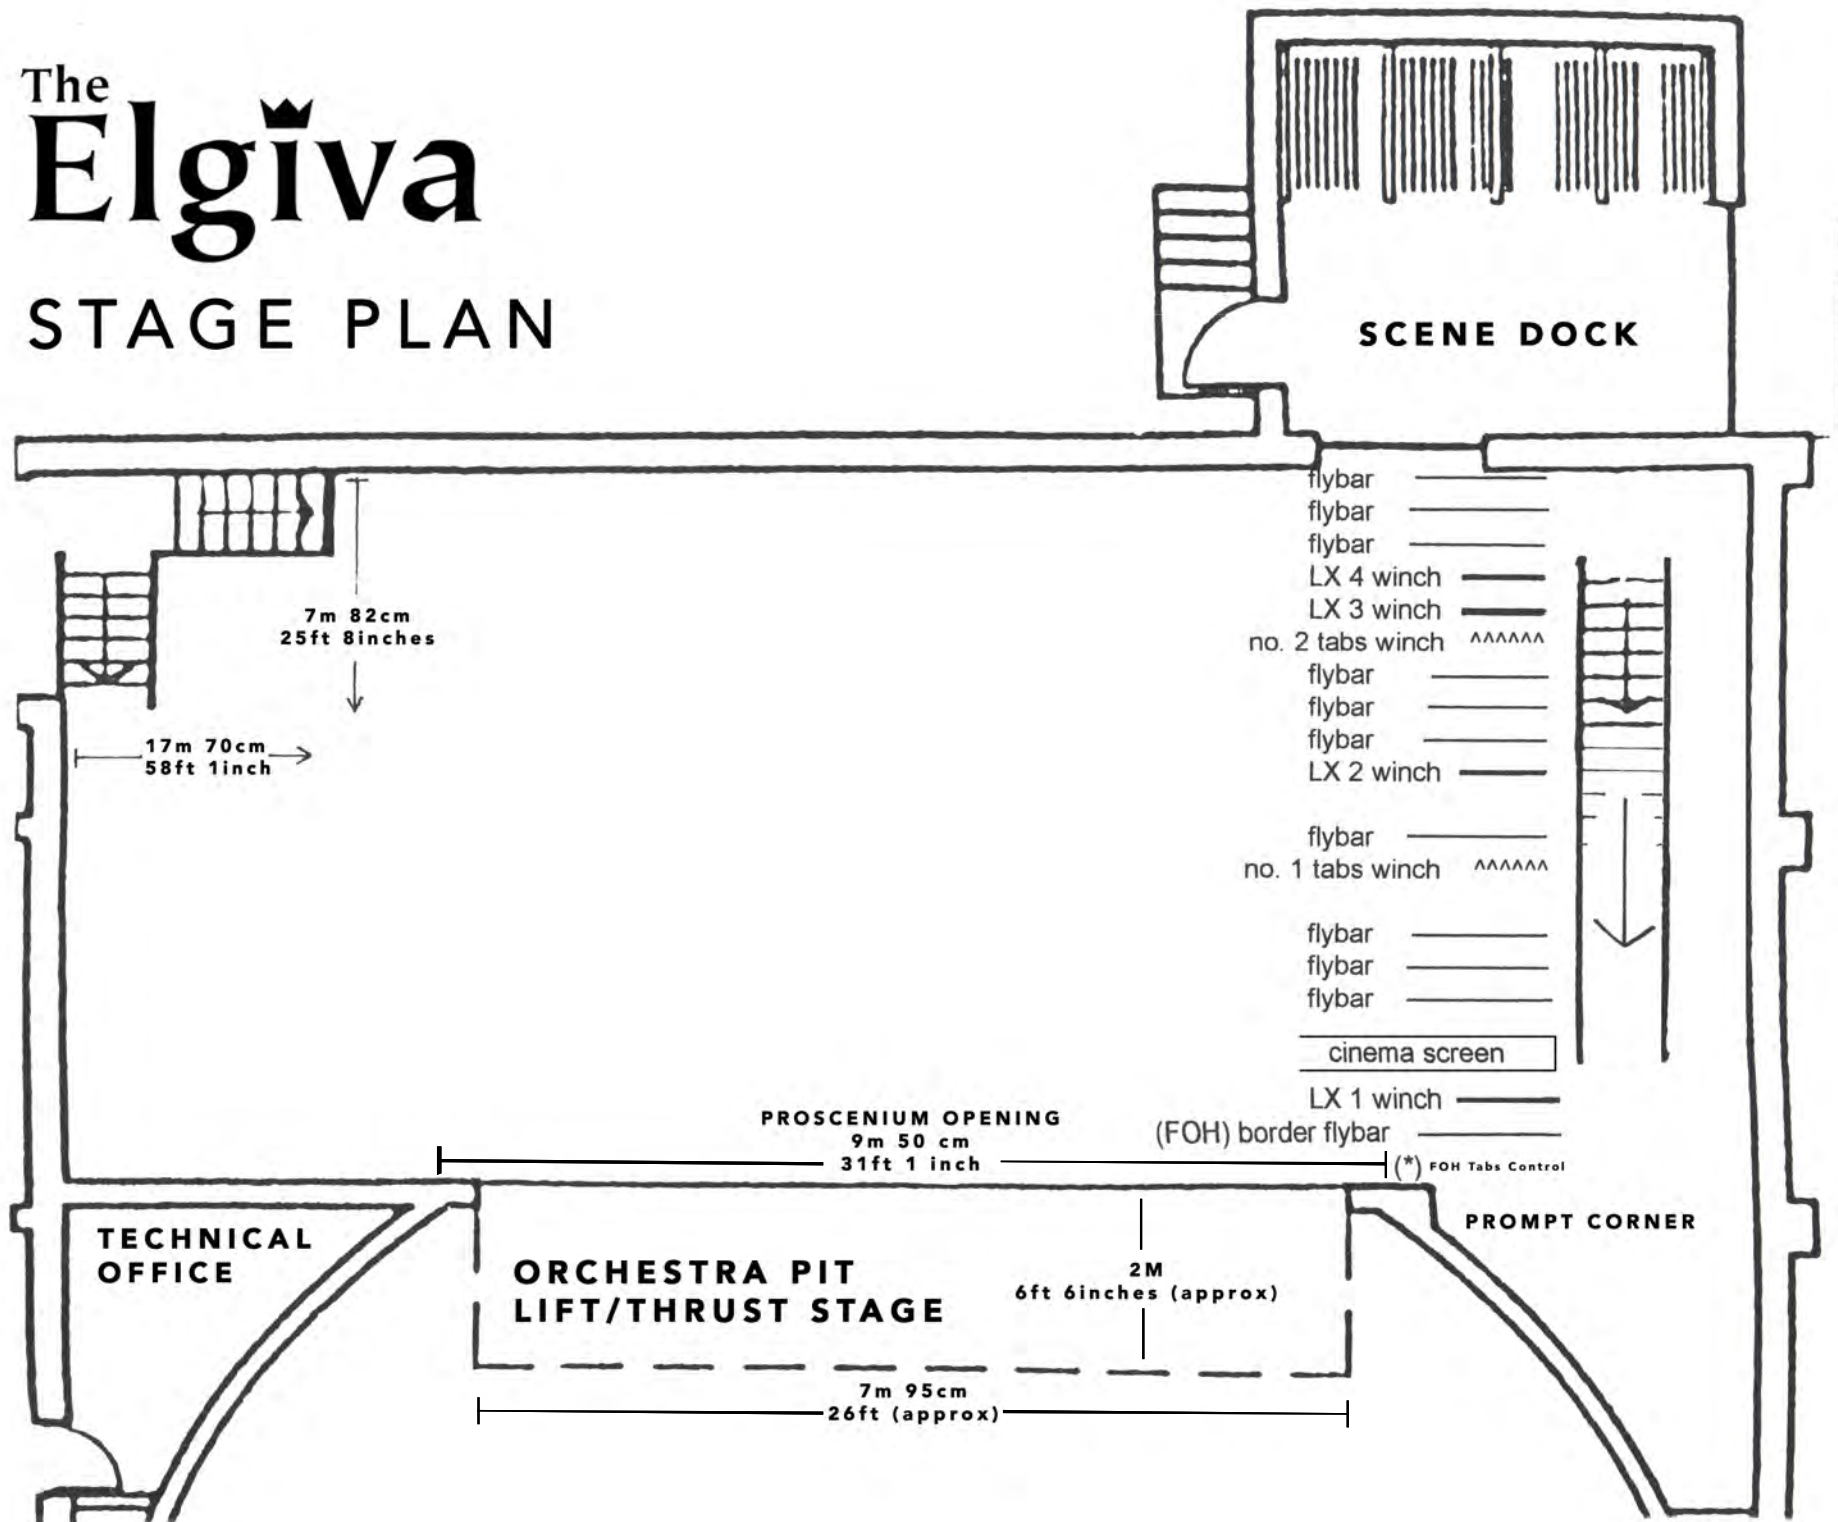 The
Elgiva
STAGE PLAN
SCENE DOCK
flybar
flybar
flybar
LX 4 winch
LX 3 winch
no. 2 tabs winch ^^^^^^
flybar
flybar
flybar
LX 2 winch
flybar
no. 1 tabs winch ^^^^^^
flybar
flybar
flybar
cinema screen
LX 1 winch
(FOH) border flybar
(*) FOH Tabs Control
7m 82cm
25ft 8inches
17m 70cm
58ft 1inch
PROSCENIUM OPENING
9m 50 cm
31ft 1 inch
PROMPT CORNER
TECHNICAL
OFFICE
ORCHESTRA PIT
LIFT/THRUST STAGE
2M
6ft 6inches (approx)
7m 95cm
26ft (approx)